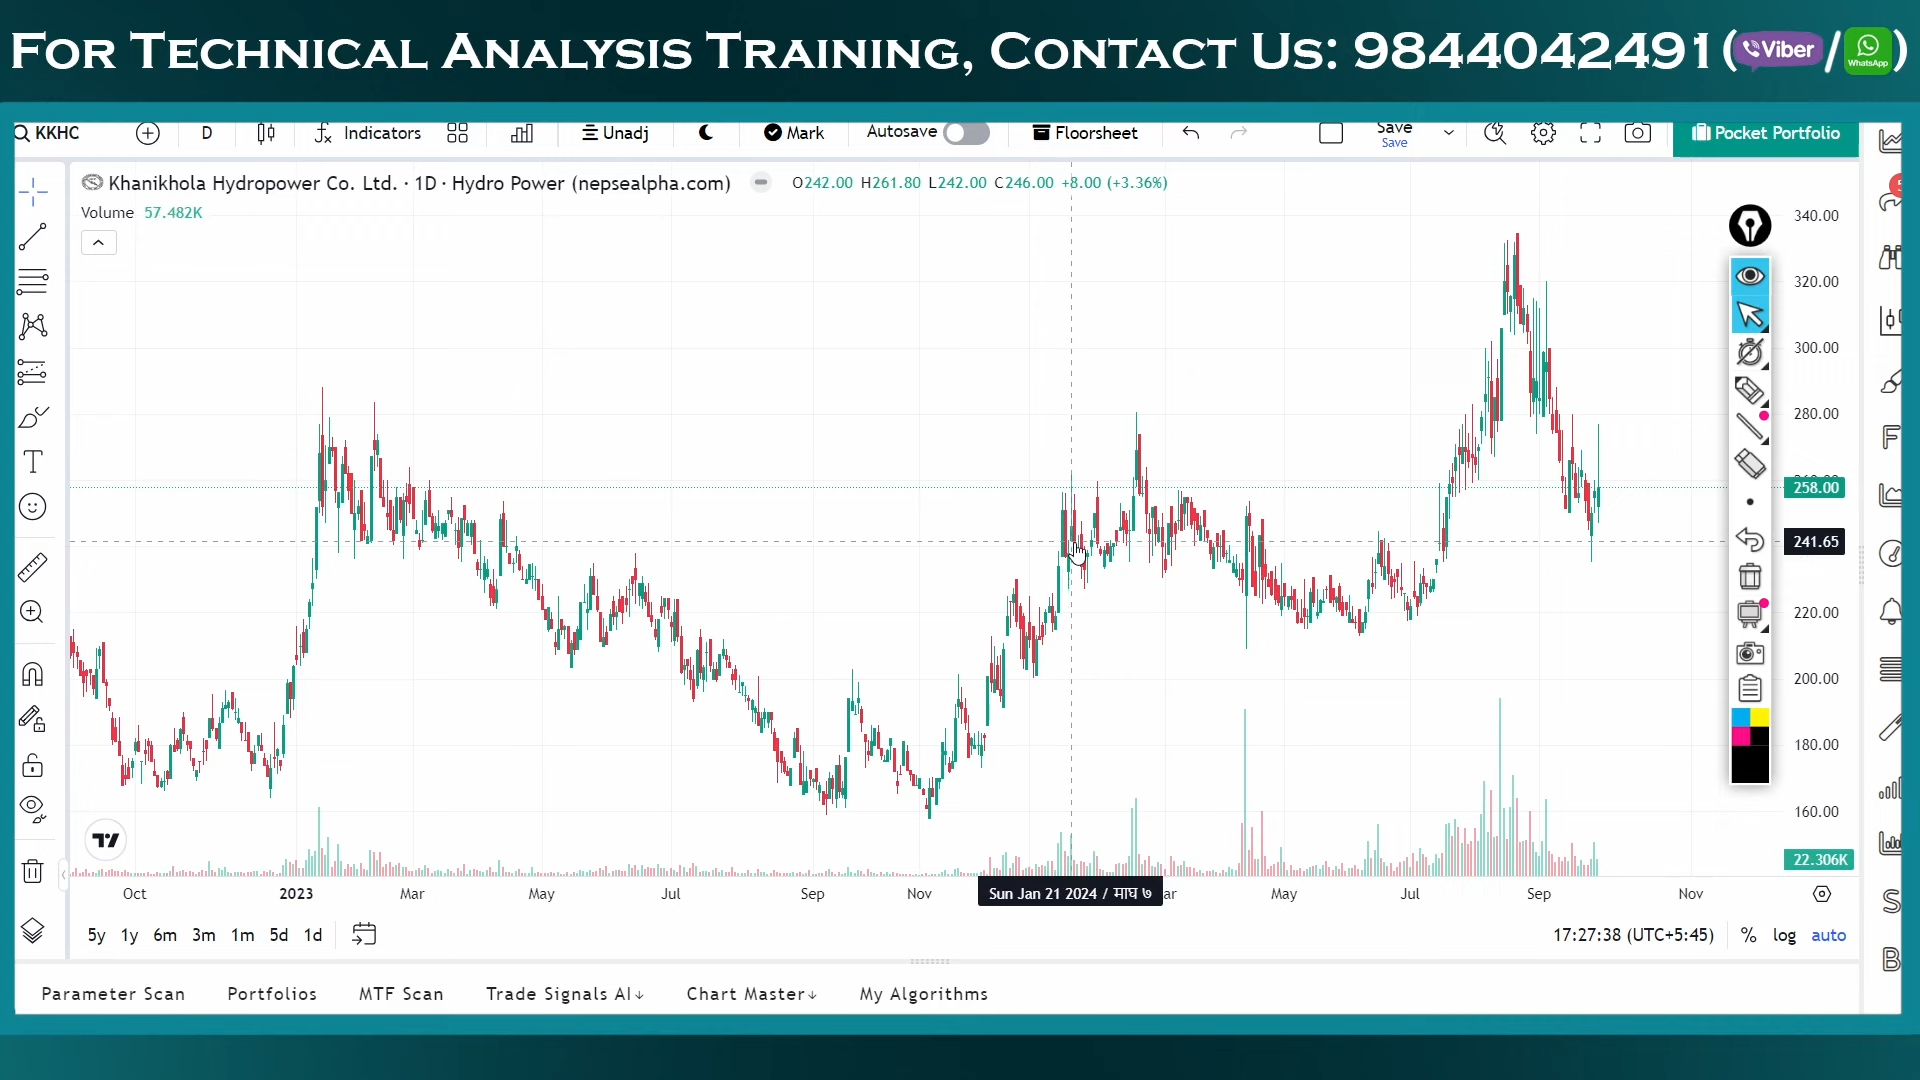 For Technical Analysis Training, Contact Us: 9844042491(Viber/WhatsApp)
KKHC D Indicators Unadj Mark Autosave Floorsheet Save Pocket Portfolio
Save
Khanikhola Hydropower Co. Ltd. · 1D · Hydro Power (nepsealpha.com) O242.00 H261.80 L242.00 C246.00 +8.00 (+3.36%)
Volume 57.482K
340.00
320.00
300.00
280.00
258.00
241.65
220.00
200.00
180.00
160.00
22.306K
Oct 2023 Mar May Jul Sep Nov Sun Jan 21 2024 / माघ ७ ar May Jul Sep Nov
5y 1y 6m 3m 1m 5d 1d 17:27:38 (UTC+5:45) % log auto
Parameter Scan Portfolios MTF Scan Trade Signals AI↓ Chart Master↓ My Algorithms
F
S
B